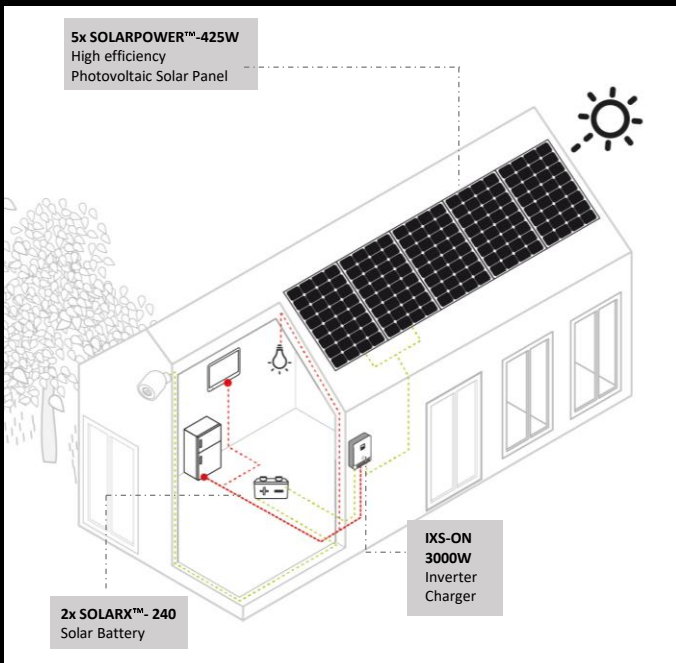 5x SOLARPOWER™-425W
High efficiency
Photovoltaic Solar Panel
IXS-ON
3000W
Inverter
Charger
2x SOLARX™- 240
Solar Battery